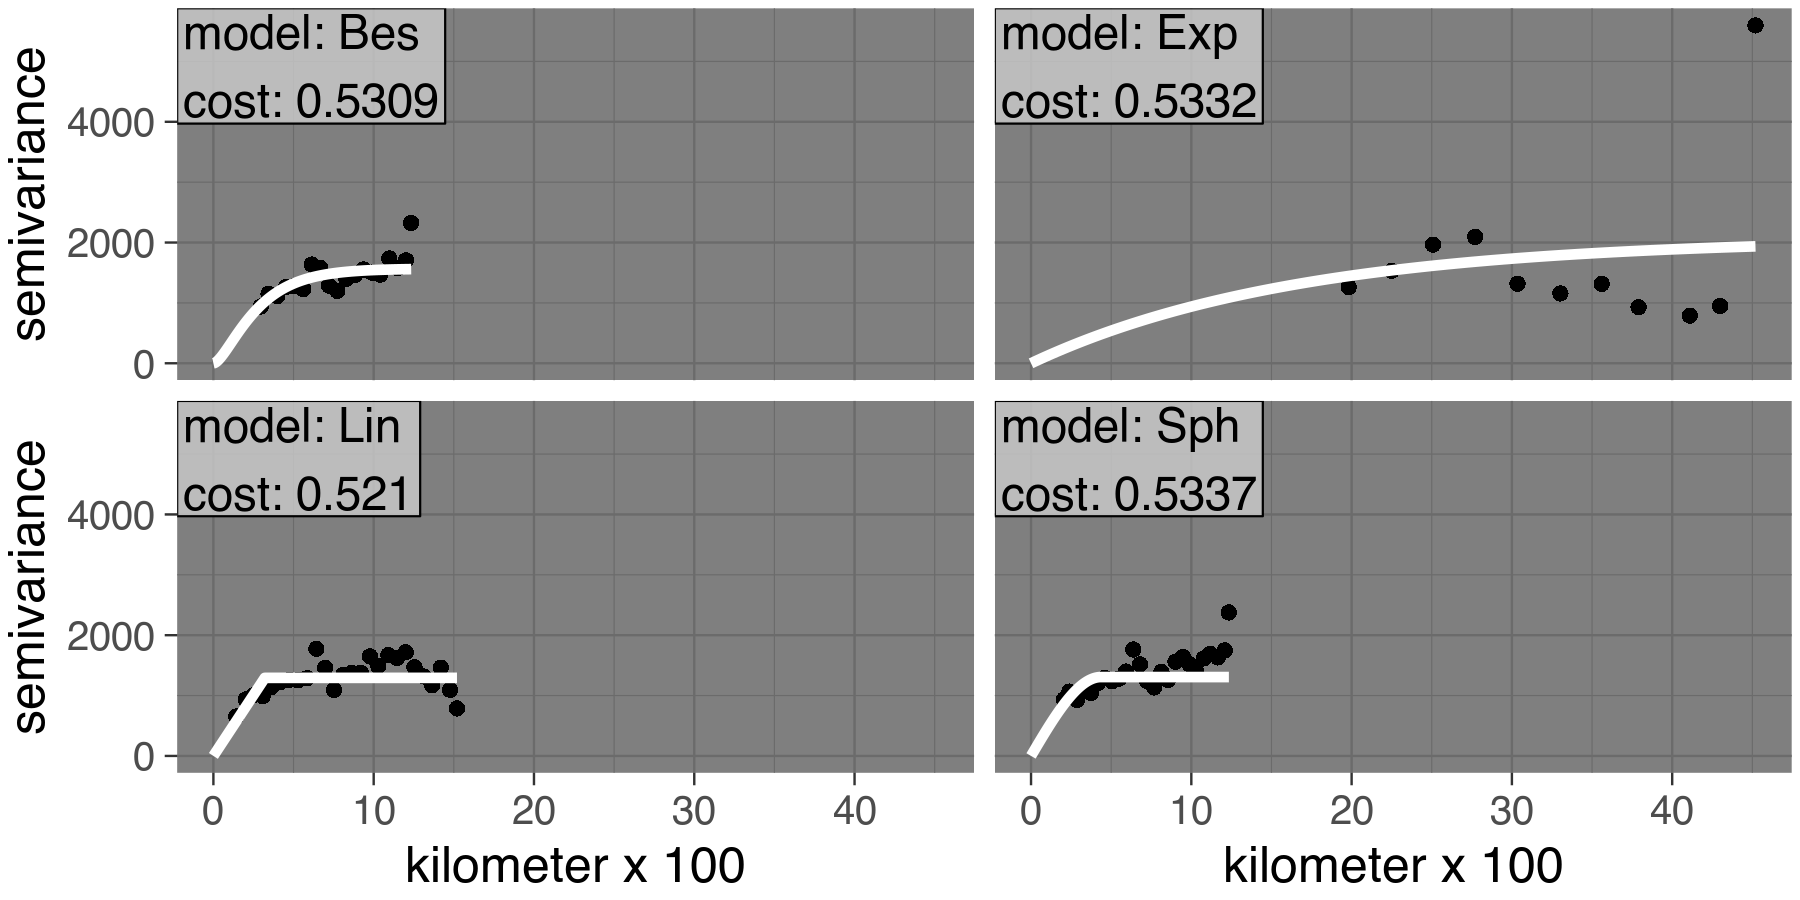 model: Bes
cost: 0.5309
model: Exp
cost: 0.5332
semivariance
4000
2000
0
model: Lin
cost: 0.521
model: Sph
cost: 0.5337
semivariance
4000
2000
0
0 10 20 30 40
0 10 20 30 40
kilometer x 100
kilometer x 100